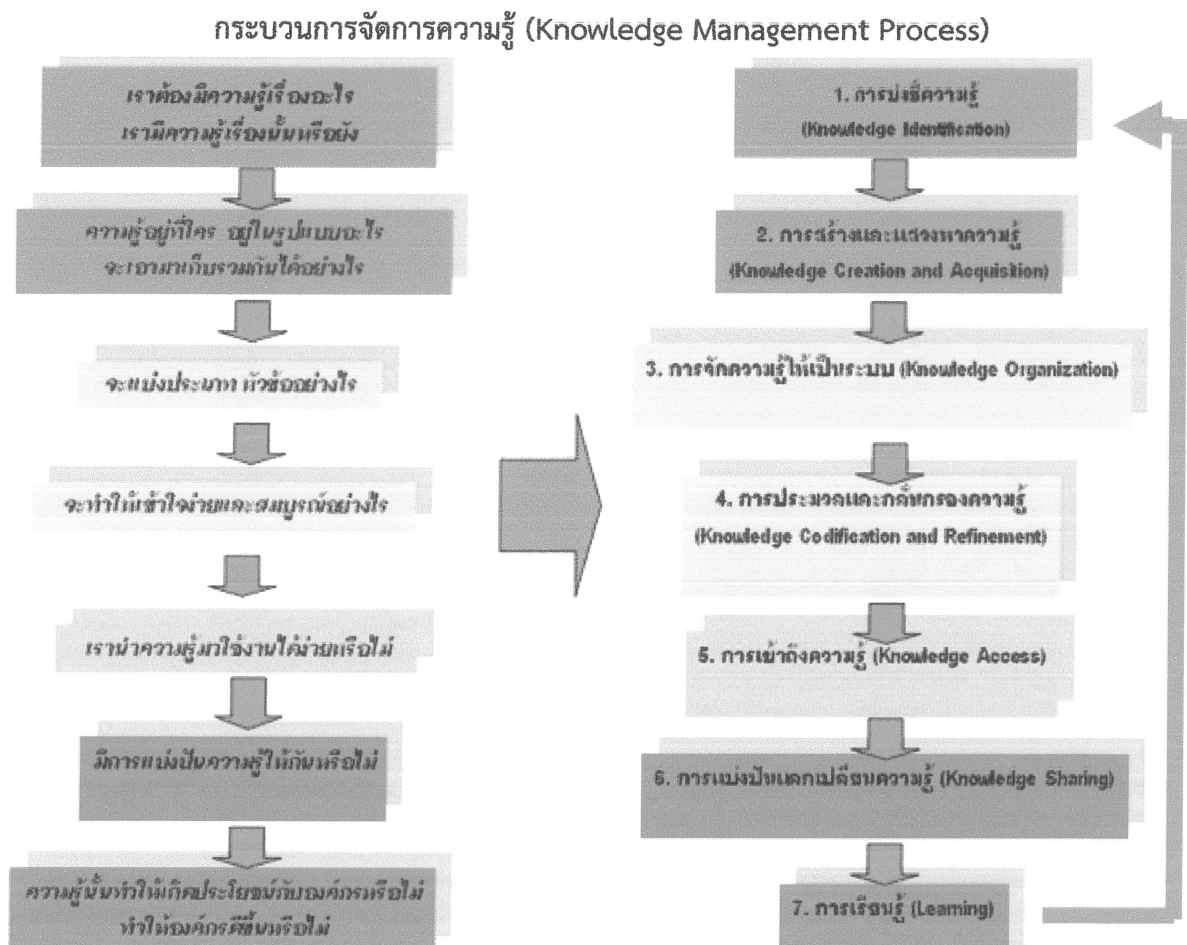 กระบวนการจัดการความรู้ (Knowledge Management Process)
เราต้องมีความรู้เรื่องอะไร
เรามีความรู้เรื่องนั้นหรือยัง
ความรู้อยู่ที่ใคร อยู่ในรูปแบบอะไร
จะเอามาเก็บรวมกันได้อย่างไร
จะแบ่งประเภท หัวข้ออย่างไร
จะทำให้เข้าใจง่ายและสมบูรณ์อย่างไร
เรานำความรู้มาใช้งานได้ง่ายหรือไม่
มีการแบ่งปันความรู้ให้กันหรือไม่
ความรู้นั้นทำให้เกิดประโยชน์กับองค์กรหรือไม่
ทำให้องค์กรดีขึ้นหรือไม่
1. การบ่งชี้ความรู้
(Knowledge Identification)
2. การสร้างและแสวงหาความรู้
(Knowledge Creation and Acquisition)
3. การจัดความรู้ให้เป็นระบบ (Knowledge Organization)
4. การประมวลและกลั่นกรองความรู้
(Knowledge Codification and Refinement)
5. การเข้าถึงความรู้ (Knowledge Access)
6. การแบ่งปันแลกเปลี่ยนความรู้ (Knowledge Sharing)
7. การเรียนรู้ (Learning)